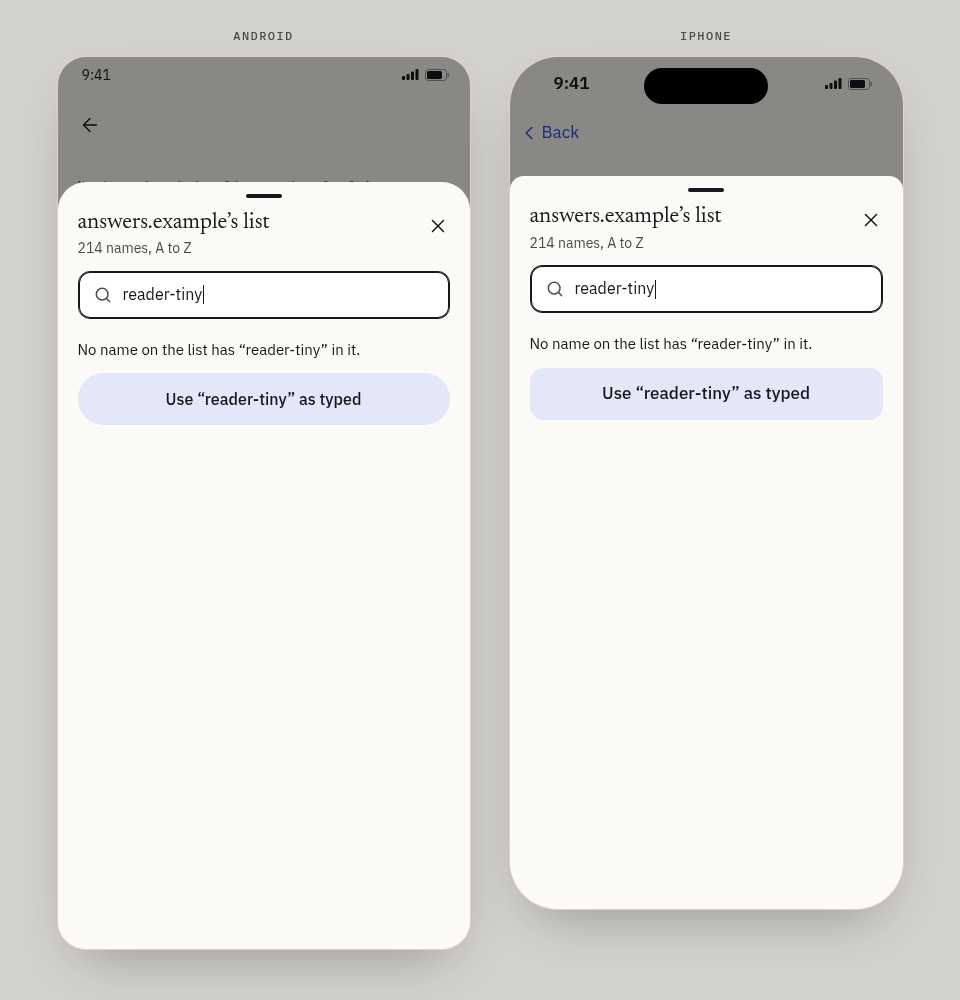 ANDROID
9:41
answers.example’s list
214 names, A to Z
reader-tiny
No name on the list has “reader-tiny” in it.
Use “reader-tiny” as typed
IPHONE
9:41
Back
answers.example’s list
214 names, A to Z
reader-tiny
No name on the list has “reader-tiny” in it.
Use “reader-tiny” as typed